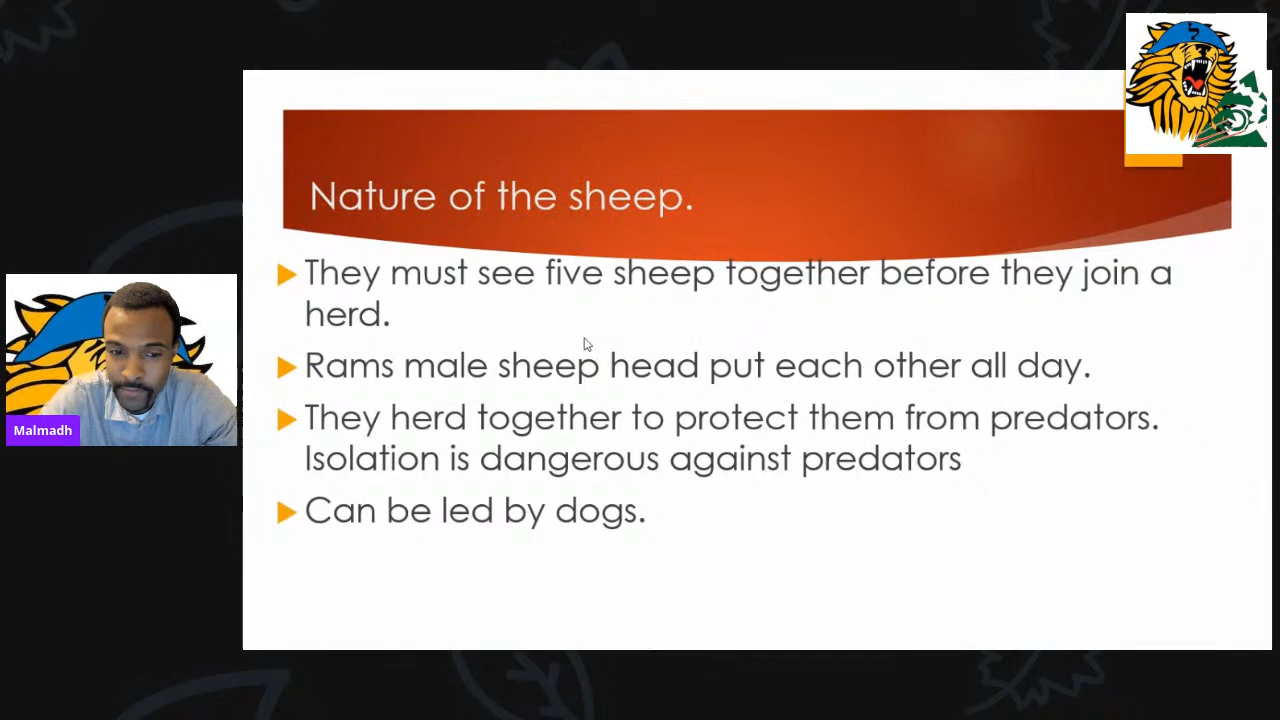 Nature of the sheep.
They must see five sheep together before they join a
herd.
Rams male sheep head put each other all day.
They herd together to protect them from predators.
Isolation is dangerous against predators
Can be led by dogs.
Malmadh